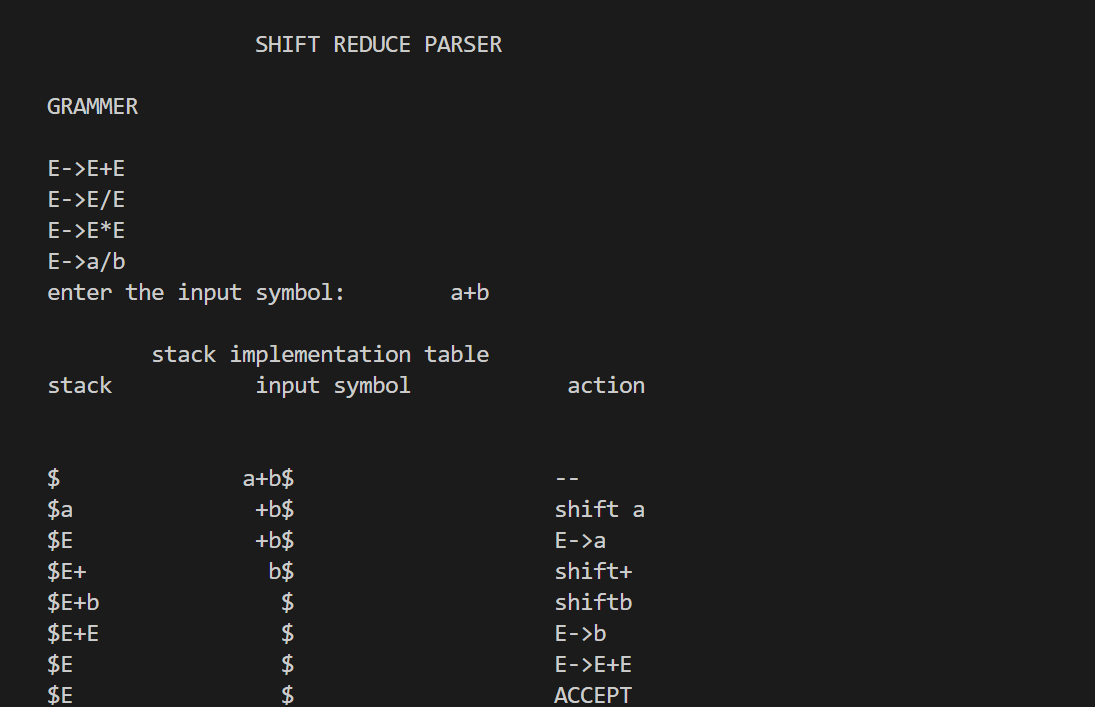 SHIFT REDUCE PARSER
GRAMMER
E->E+E
E->E/E
E->E*E
E->a/b
enter the input symbol: a+b
stack implementation table
stack input symbol action
$ a+b$ --
$a +b$ shift a
$E +b$ E->a
$E+ b$ shift+
$E+b $ shiftb
$E+E $ E->b
$E $ E->E+E
$E $ ACCEPT